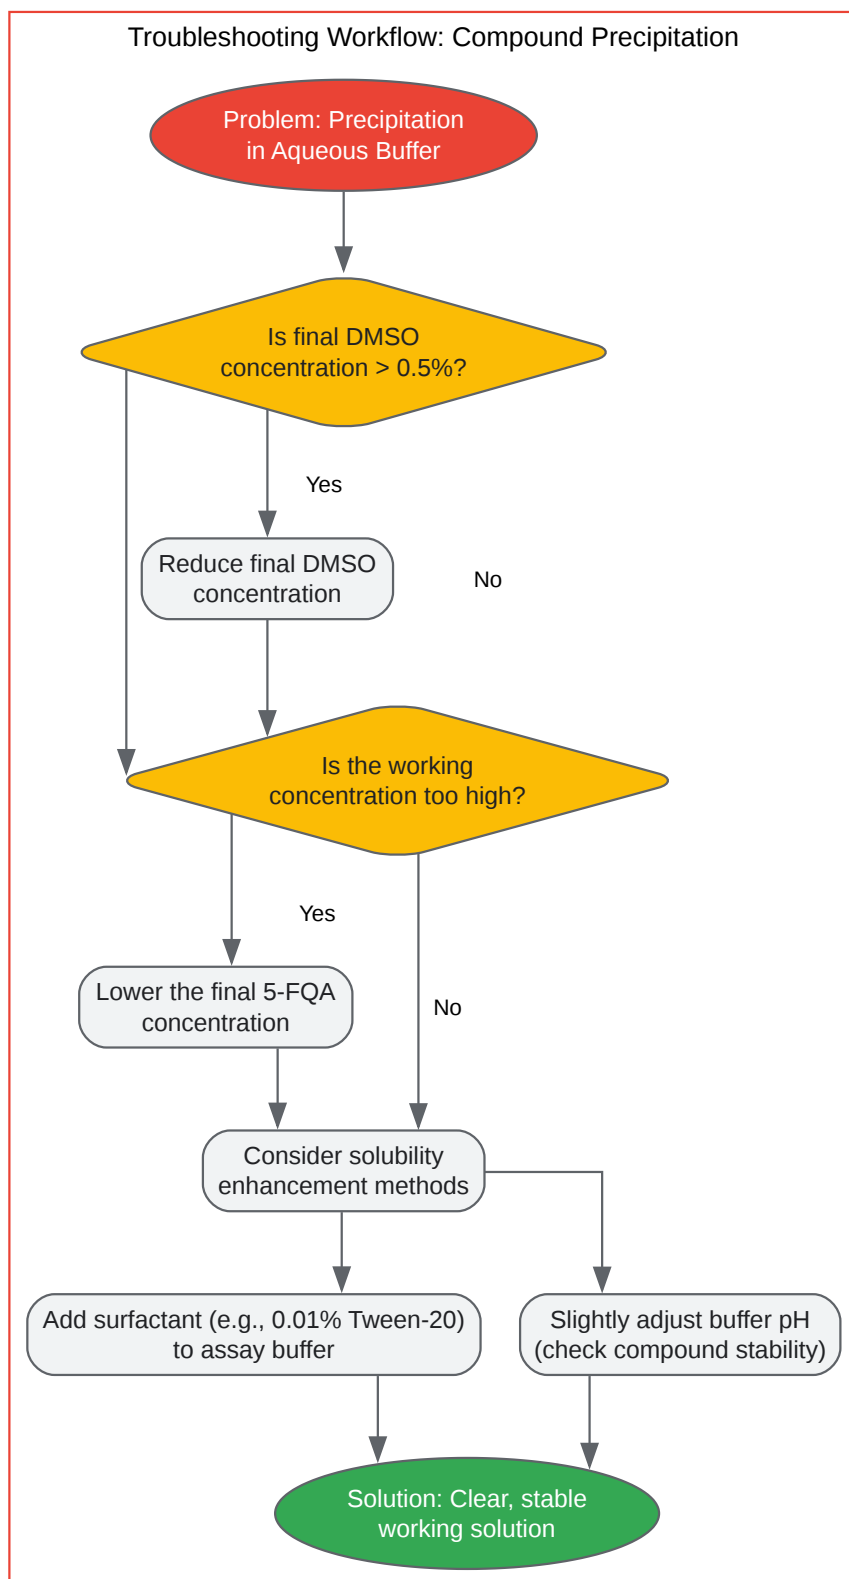 Troubleshooting Workflow: Compound Precipitation
Problem: Precipitation
in Aqueous Buffer
Is final DMSO
concentration > 0.5%?
Yes
Reduce final DMSO
concentration
No
Is the working
concentration too high?
Yes
Lower the final 5-FQA
concentration
No
Consider solubility
enhancement methods
Add surfactant (e.g., 0.01% Tween-20)
to assay buffer
Slightly adjust buffer pH
(check compound stability)
Solution: Clear, stable
working solution